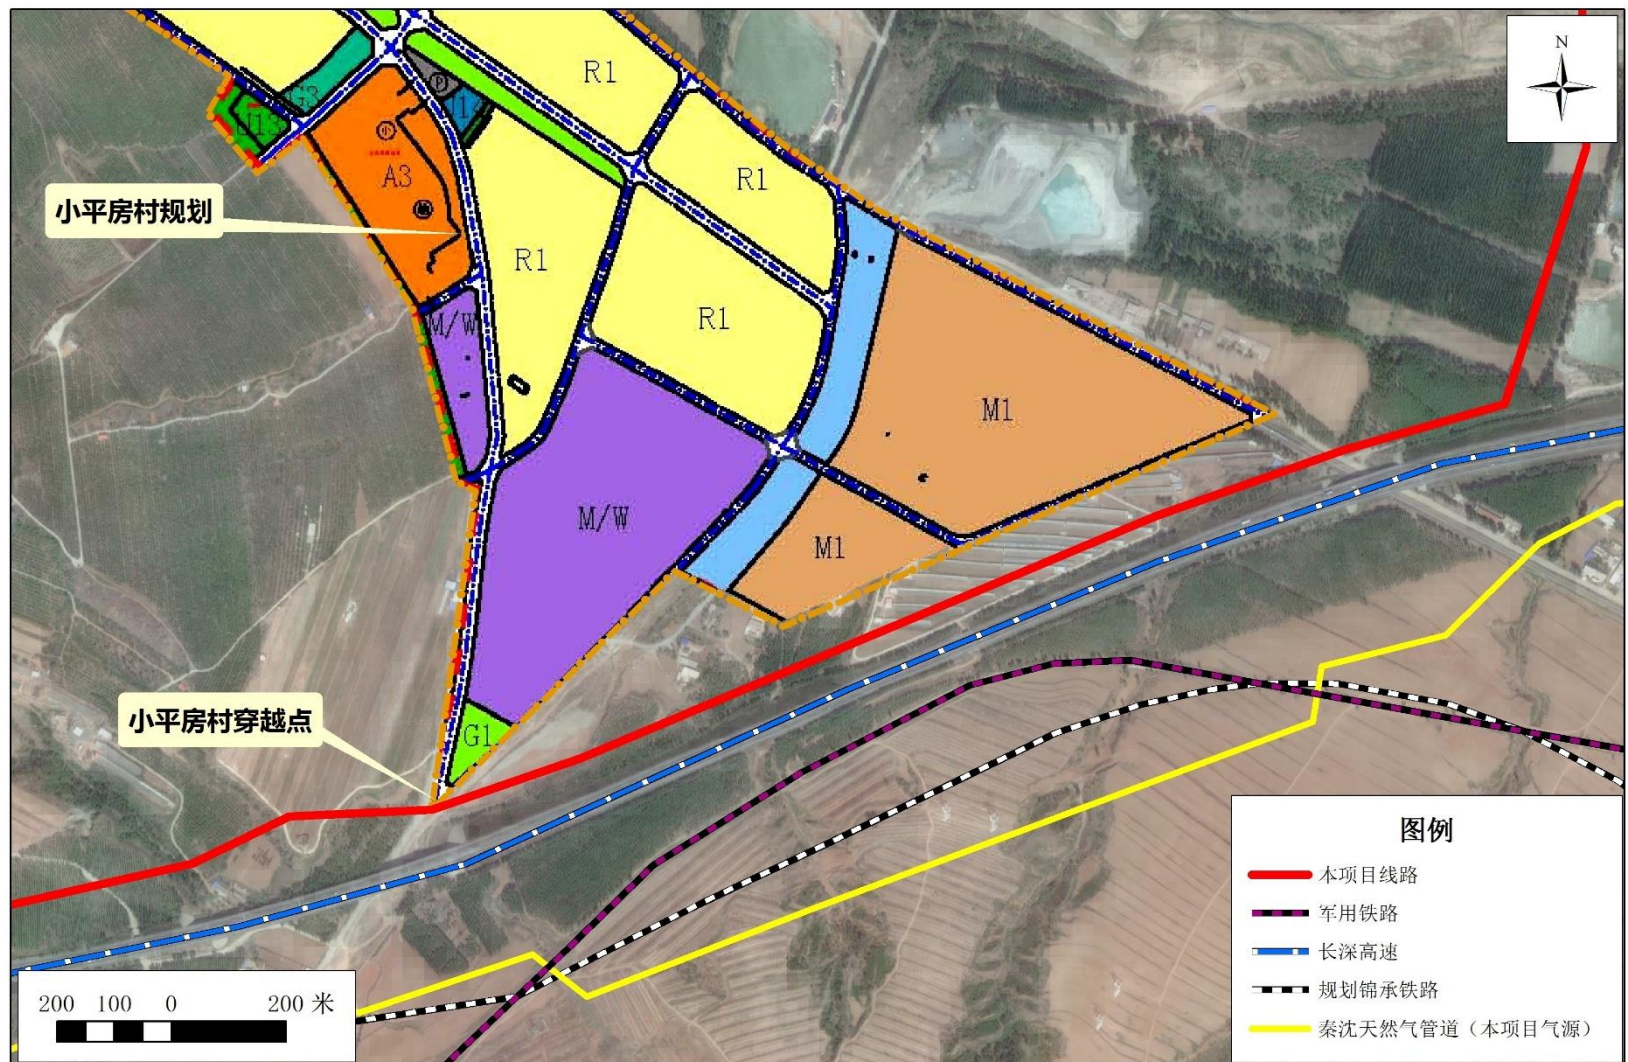 N
R1
G3
U13
P
小
A3
R1
小平房村规划
R1
M/W
R1
M1
M/W
M1
小平房村穿越点
G1
图例
本项目线路
军用铁路
长深高速
规划锦承铁路
秦沈天然气管道（本项目气源）
200 100 0 200 米